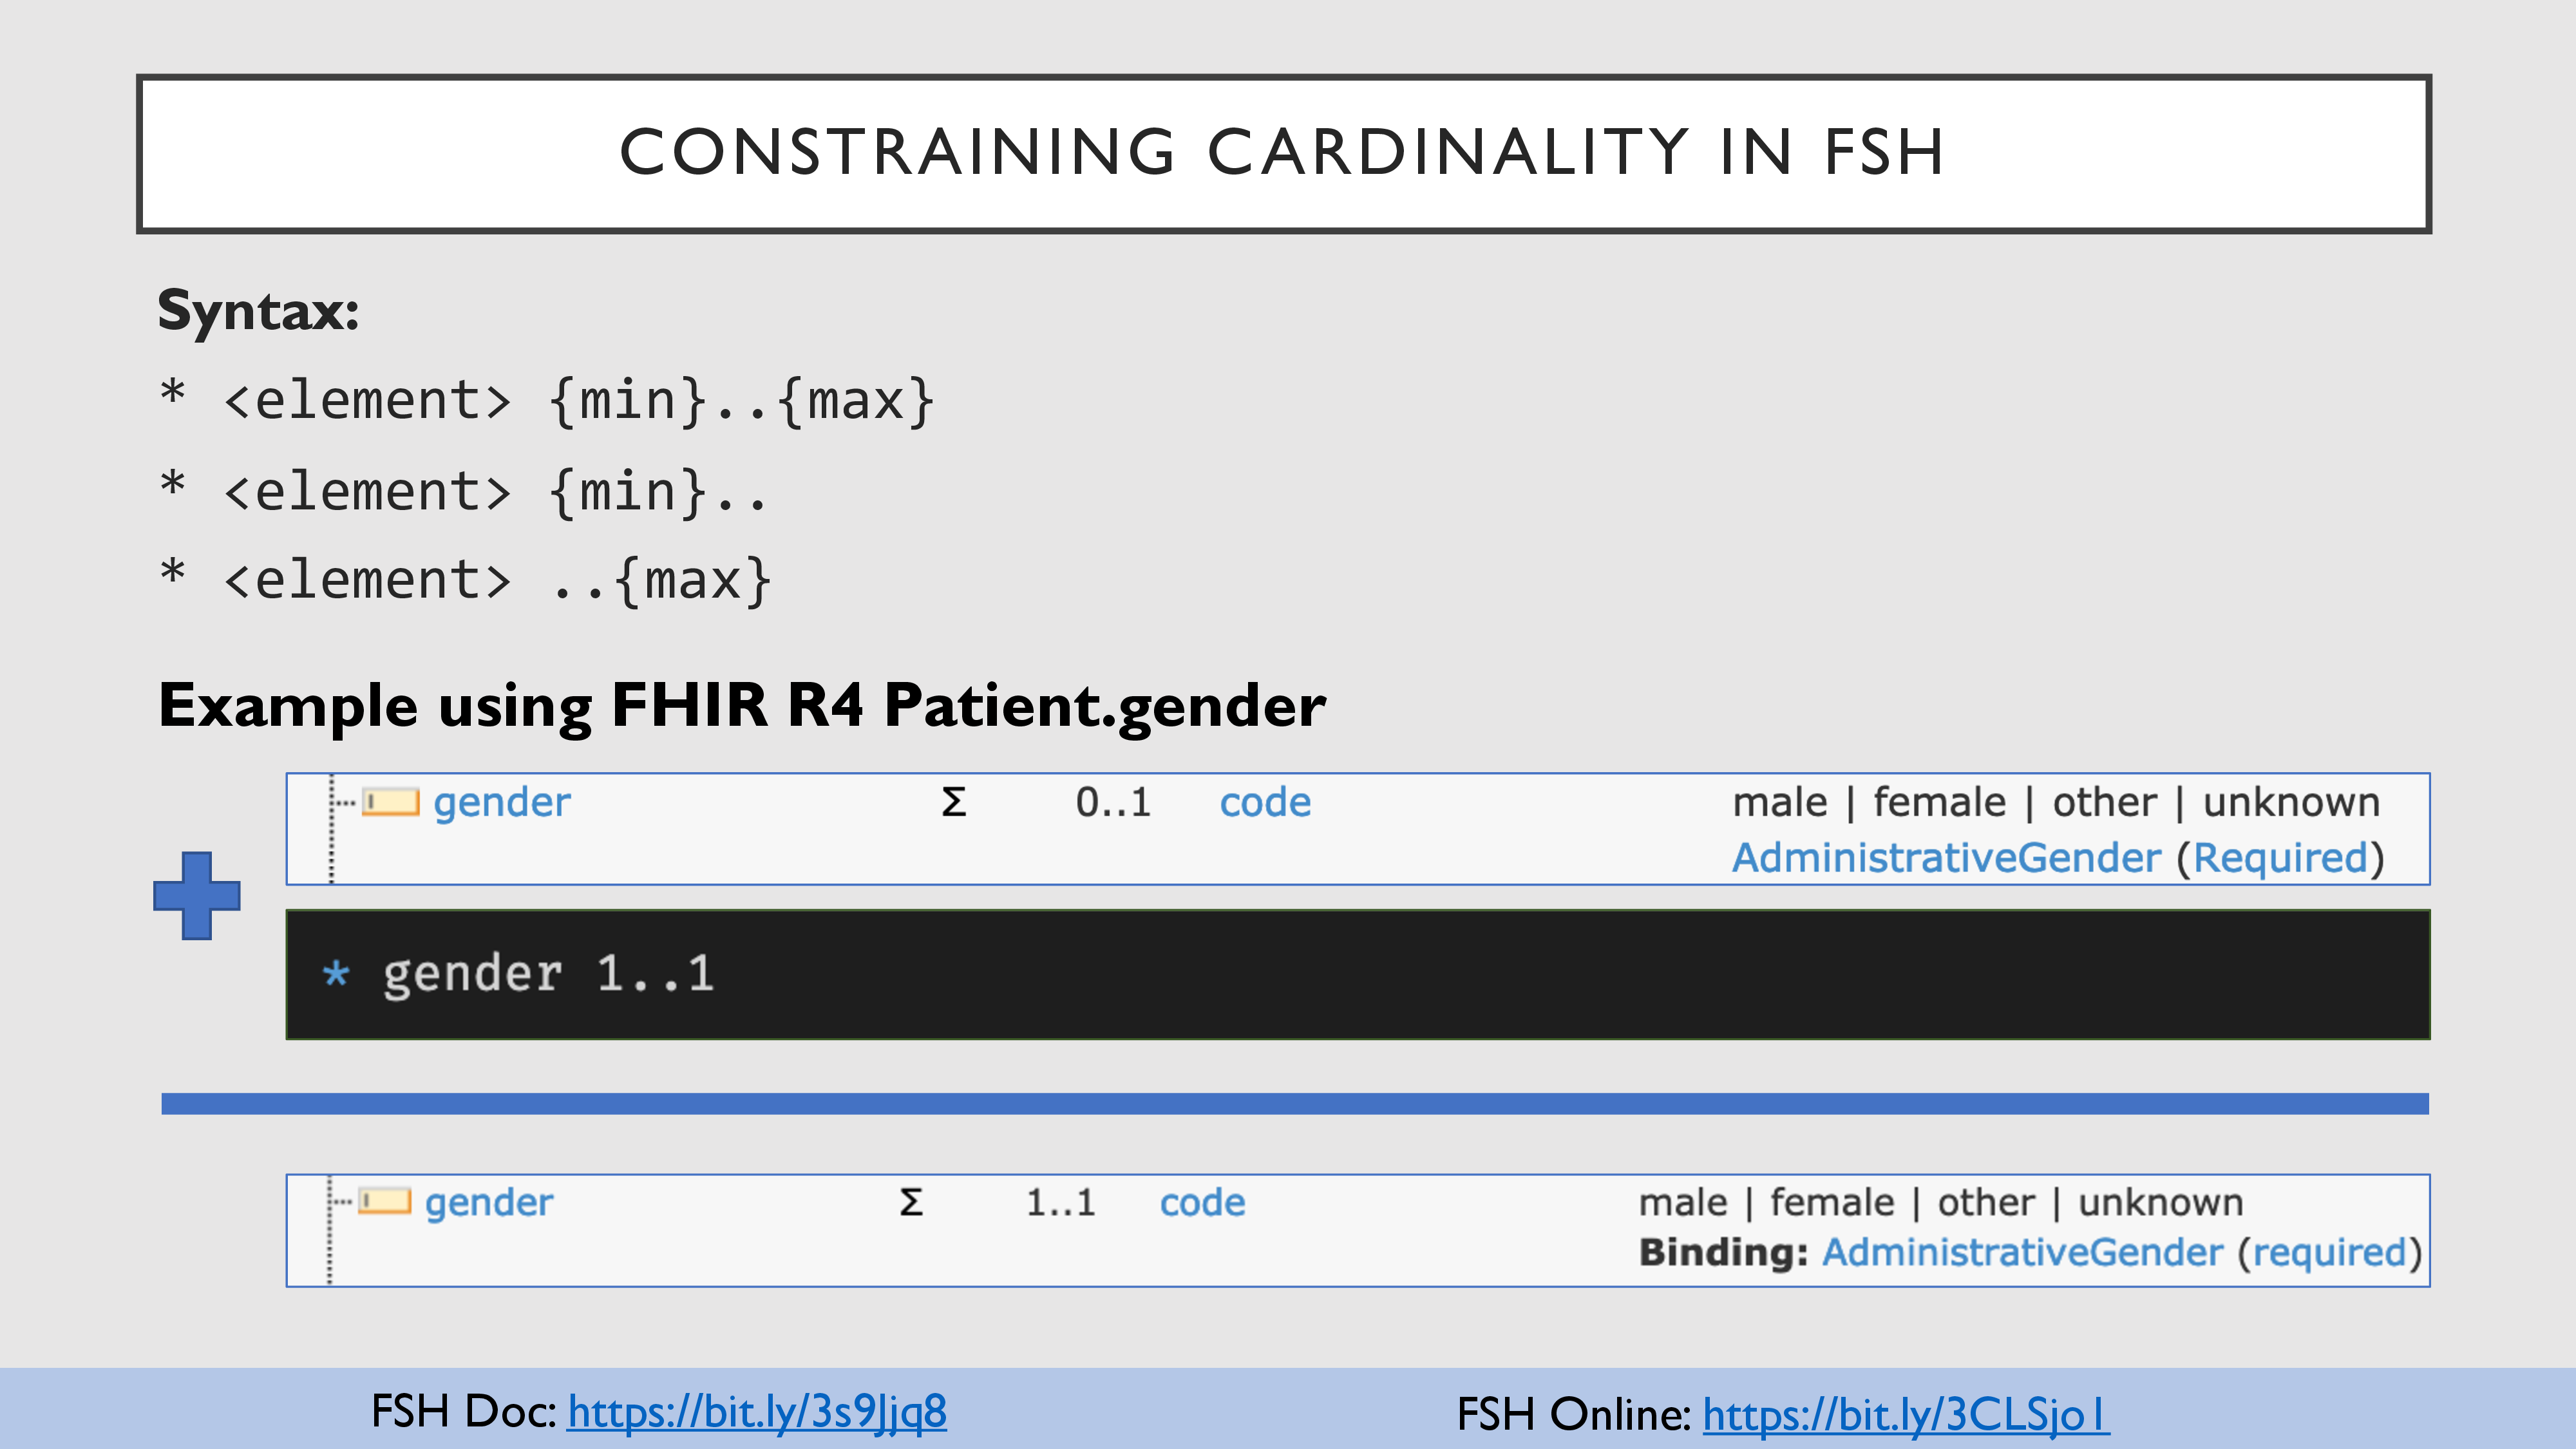 CONSTRAINING CARDINALITY IN FSH
Syntax:
* <element> {min}..{max}
* <element> {min}..
* <element> ..{max}
Example using FHIR R4 Patient.gender
gender Σ 0..1 code male | female | other | unknown
AdministrativeGender (Required)
* gender 1..1
gender Σ 1..1 code male | female | other | unknown
Binding: AdministrativeGender (required)
FSH Doc: https://bit.ly/3s9Jjq8 FSH Online: https://bit.ly/3CLSjo1